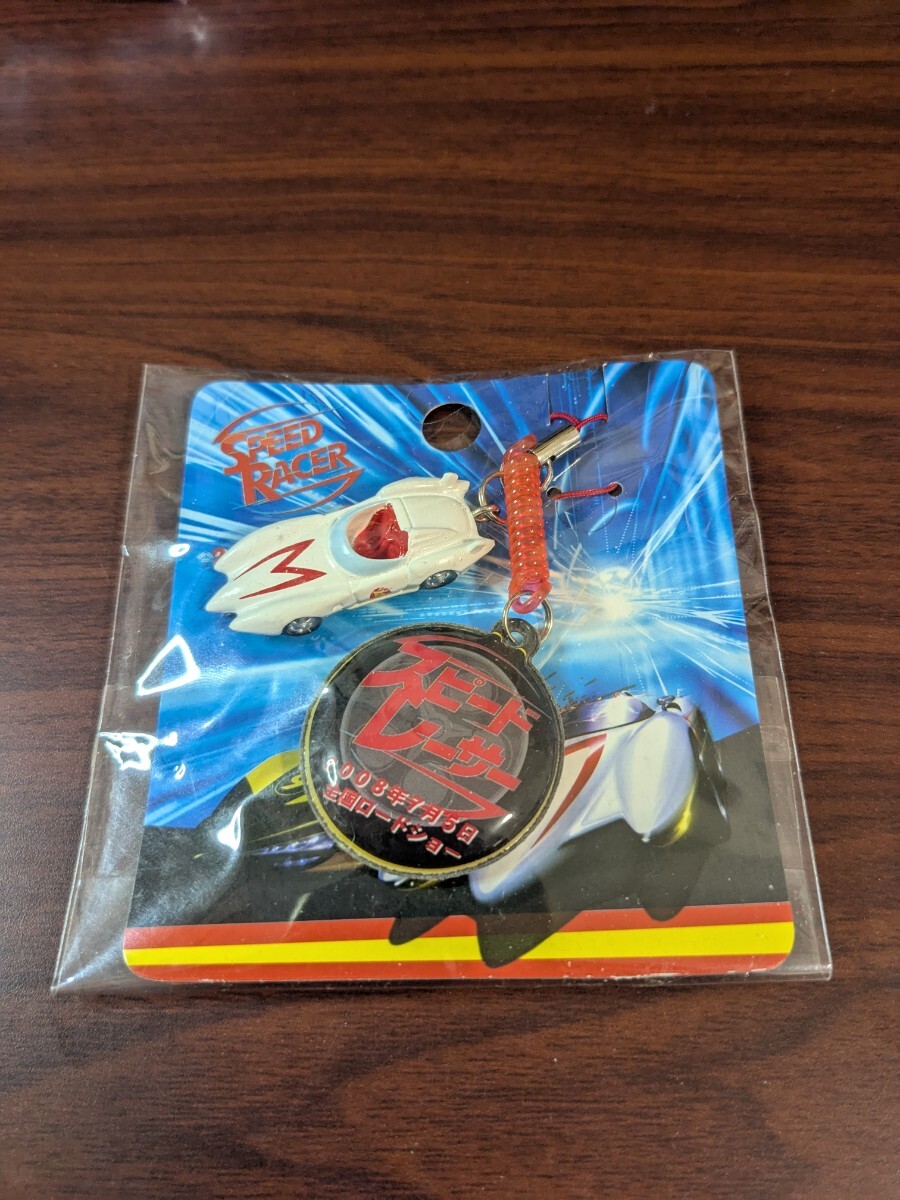 SPEED
RACER
M
スピード
レーサー
008年7月5日
全国ロードショー